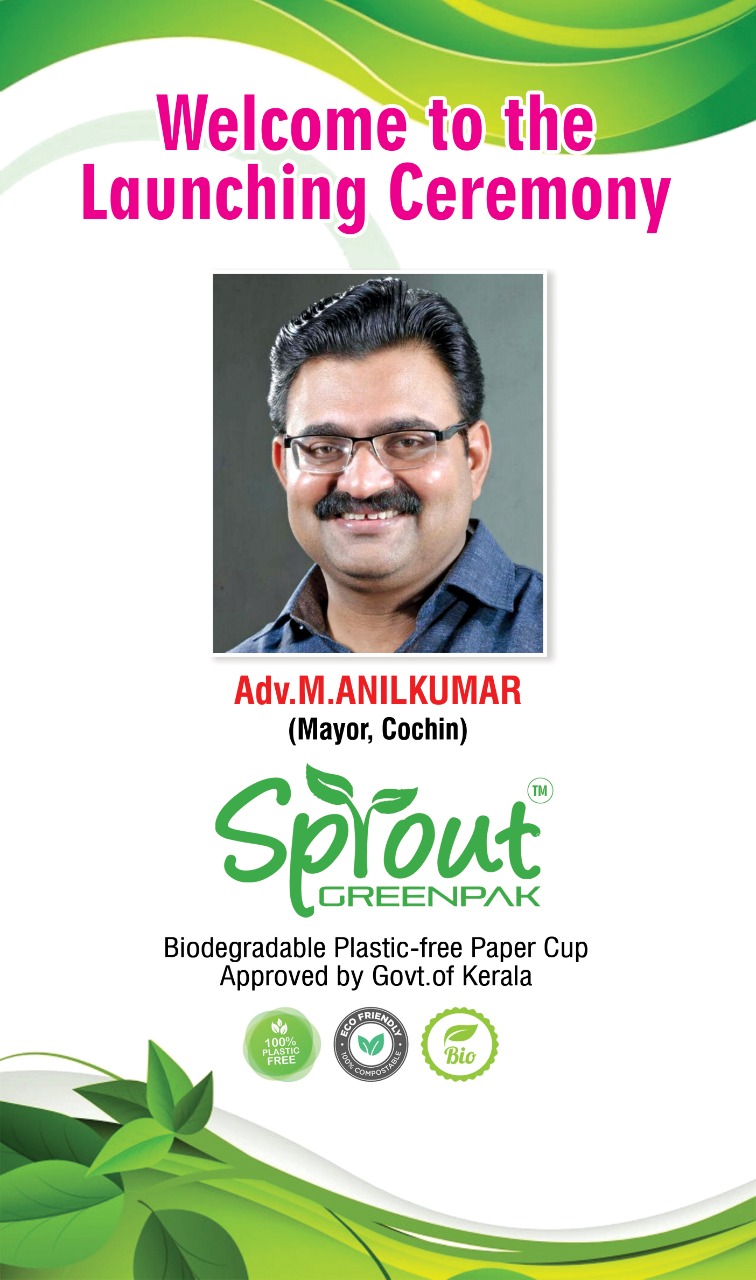 Welcome to the
Launching Ceremony
Adv.M.ANILKUMAR
(Mayor, Cochin)
Sprout TM
GREENPAK
Biodegradable Plastic-free Paper Cup
Approved by Govt.of Kerala
100%
PLASTIC
FREE
ECO FRIENDLY
100% COMPOSTABLE
Bio